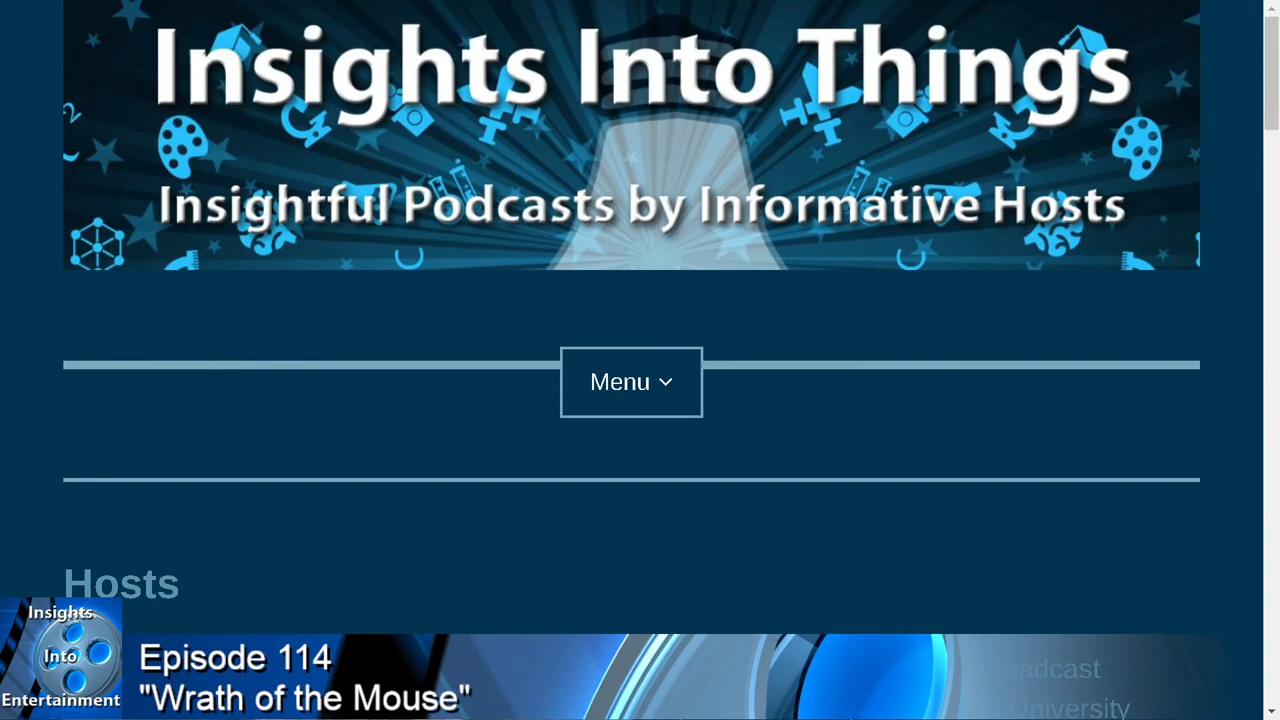 Insights Into Things
Insightful Podcasts by Informative Hosts
Menu
Hosts
Insights
Into
Entertainment
Episode 114
"Wrath of the Mouse"
University